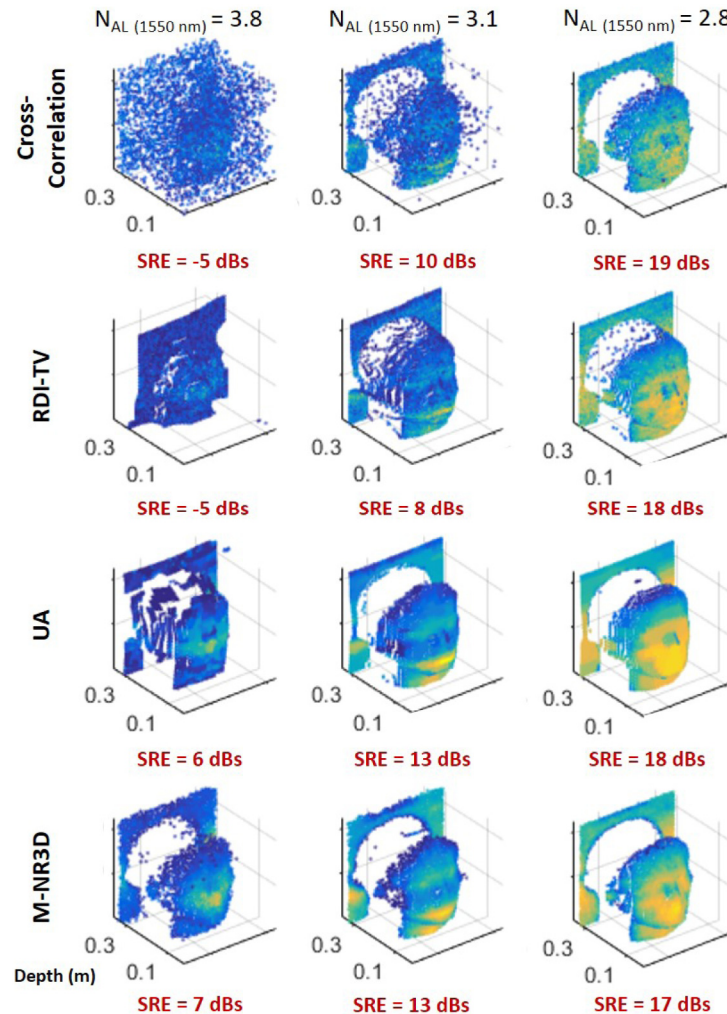 N_AL (1550 nm) = 3.8 N_AL (1550 nm) = 3.1 N_AL (1550 nm) = 2.8
Cross-
Correlation
0.3 0.3 0.3
0.1 0.1 0.1
SRE = -5 dBs SRE = 10 dBs SRE = 19 dBs
RDI-TV
0.3 0.3 0.3
0.1 0.1 0.1
SRE = -5 dBs SRE = 8 dBs SRE = 18 dBs
UA
0.3 0.3 0.3
0.1 0.1 0.1
SRE = 6 dBs SRE = 13 dBs SRE = 18 dBs
M-NR3D
0.3 0.3 0.3
Depth (m) 0.1 0.1 0.1
SRE = 7 dBs SRE = 13 dBs SRE = 17 dBs